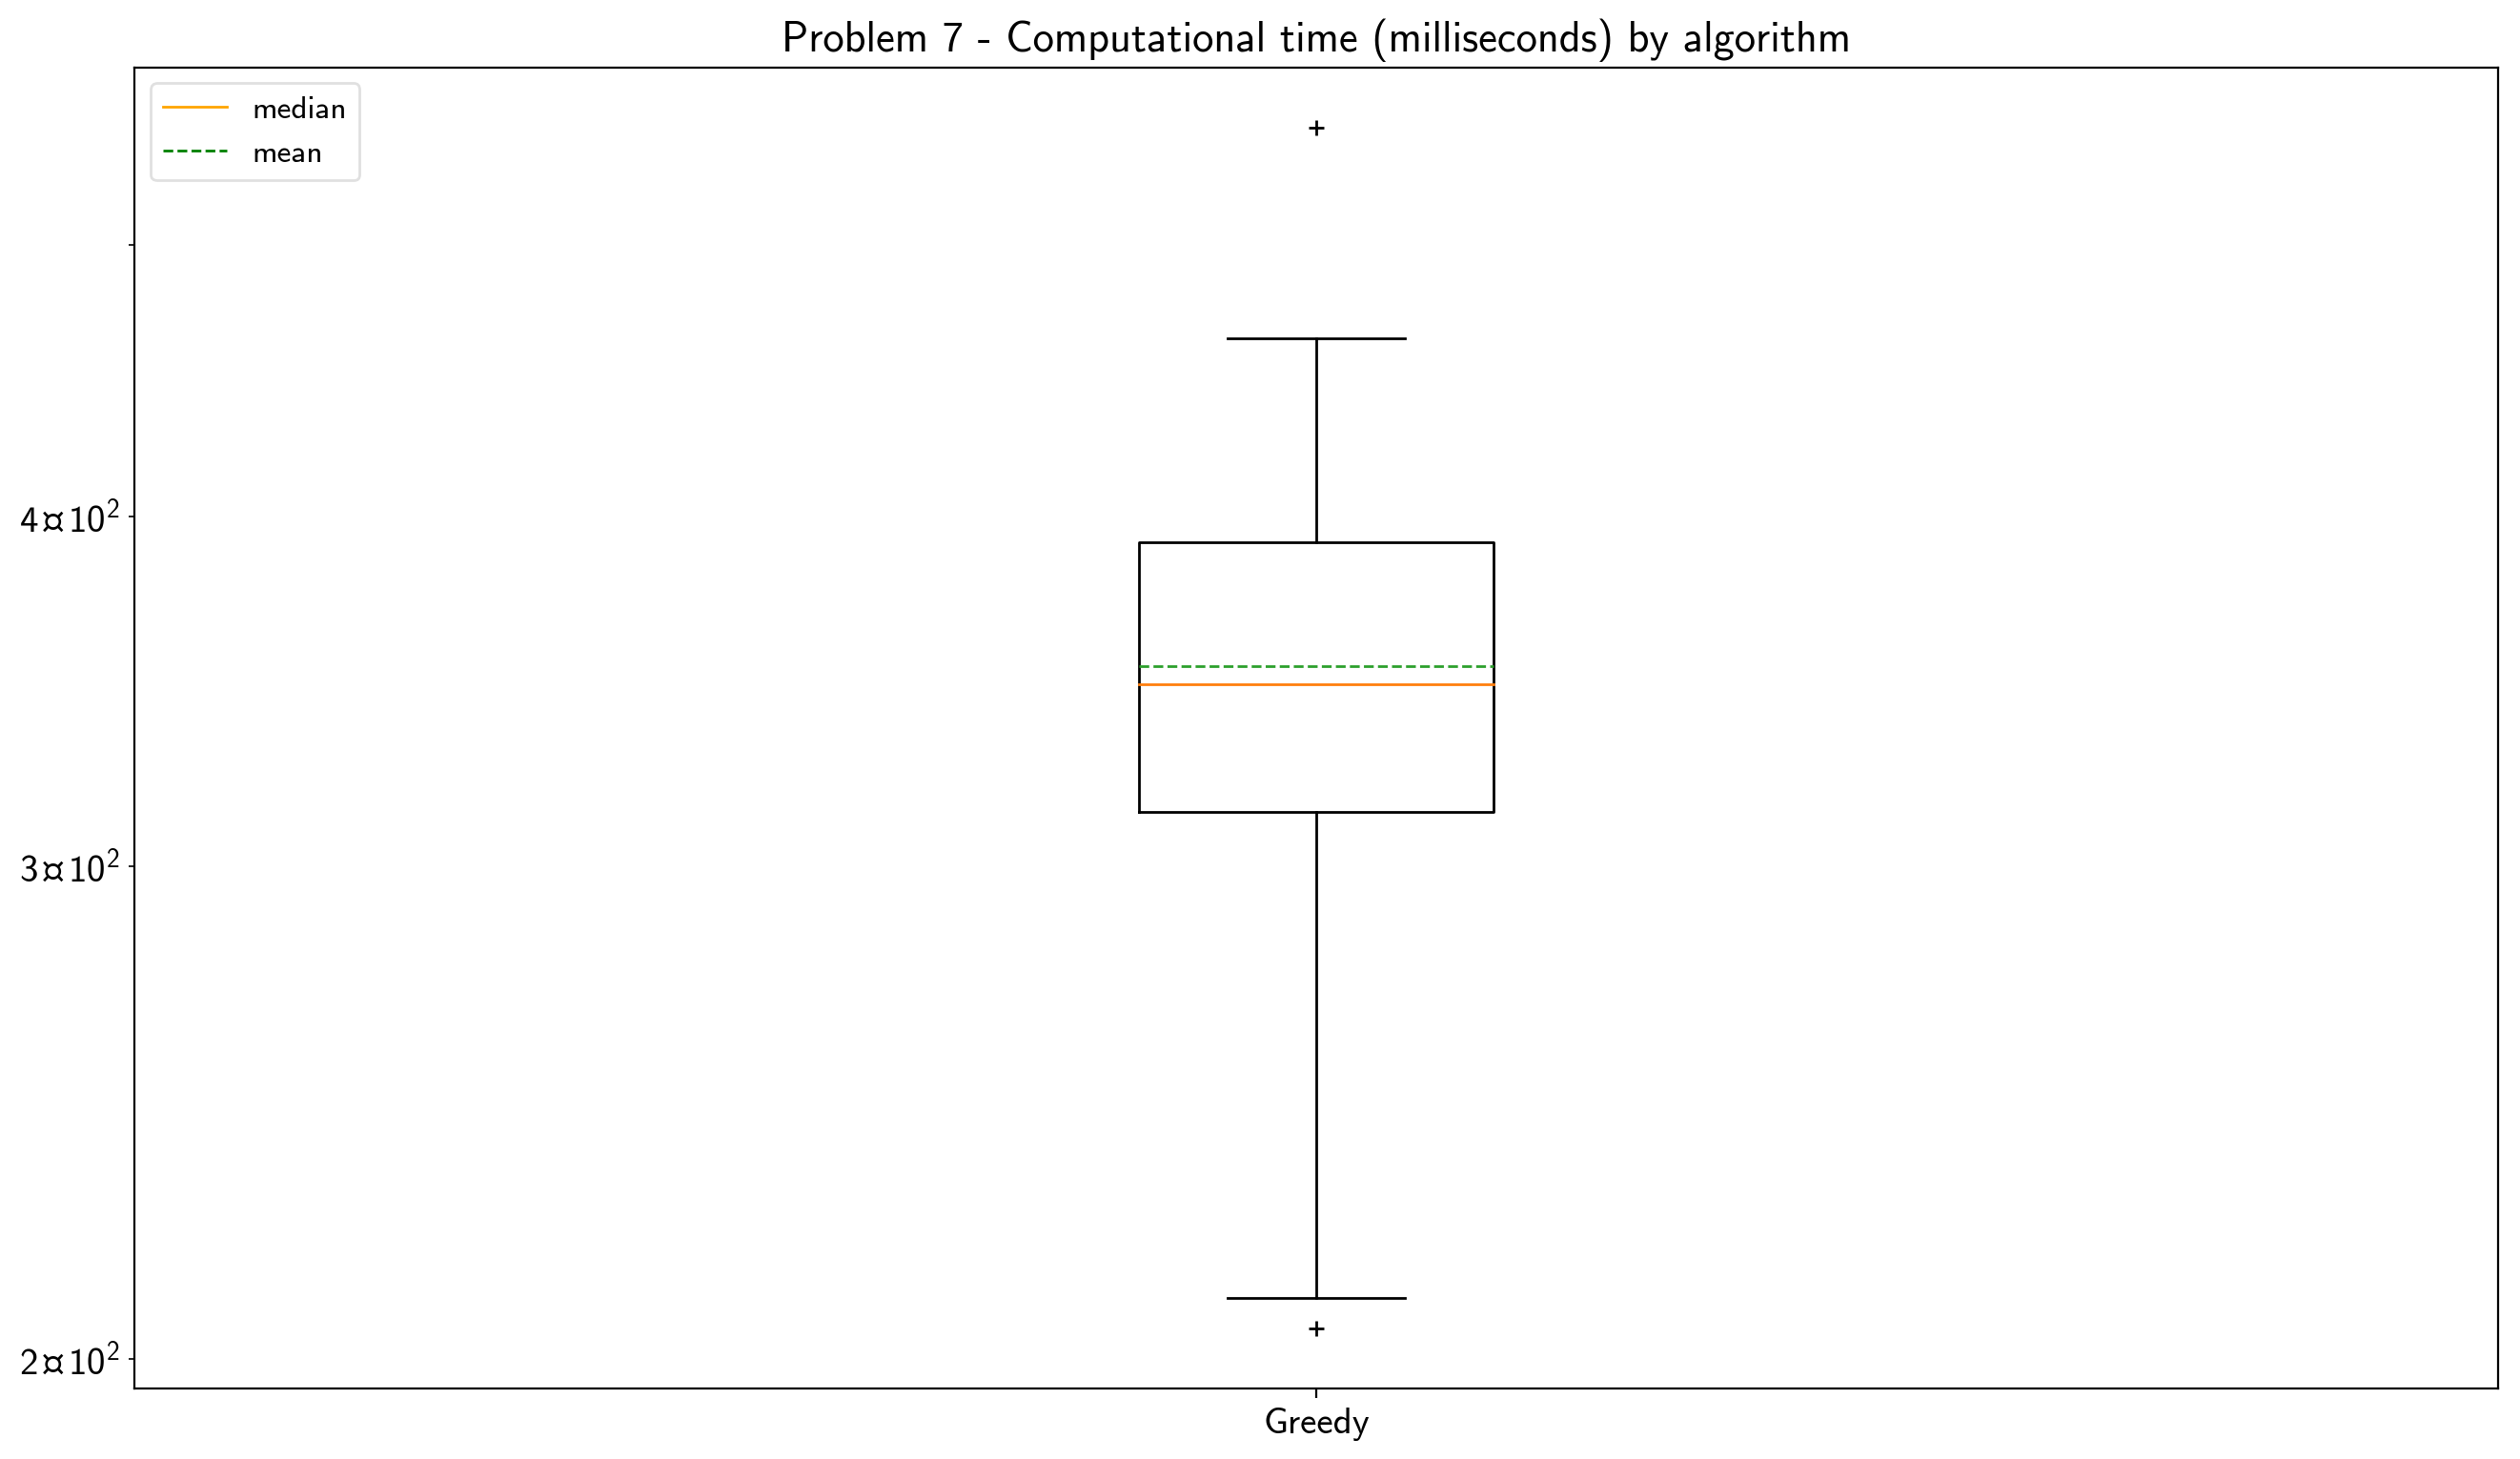 Problem 7 - Computational time (milliseconds) by algorithm
median
mean
4¤10²
3¤10²
2¤10²
Greedy